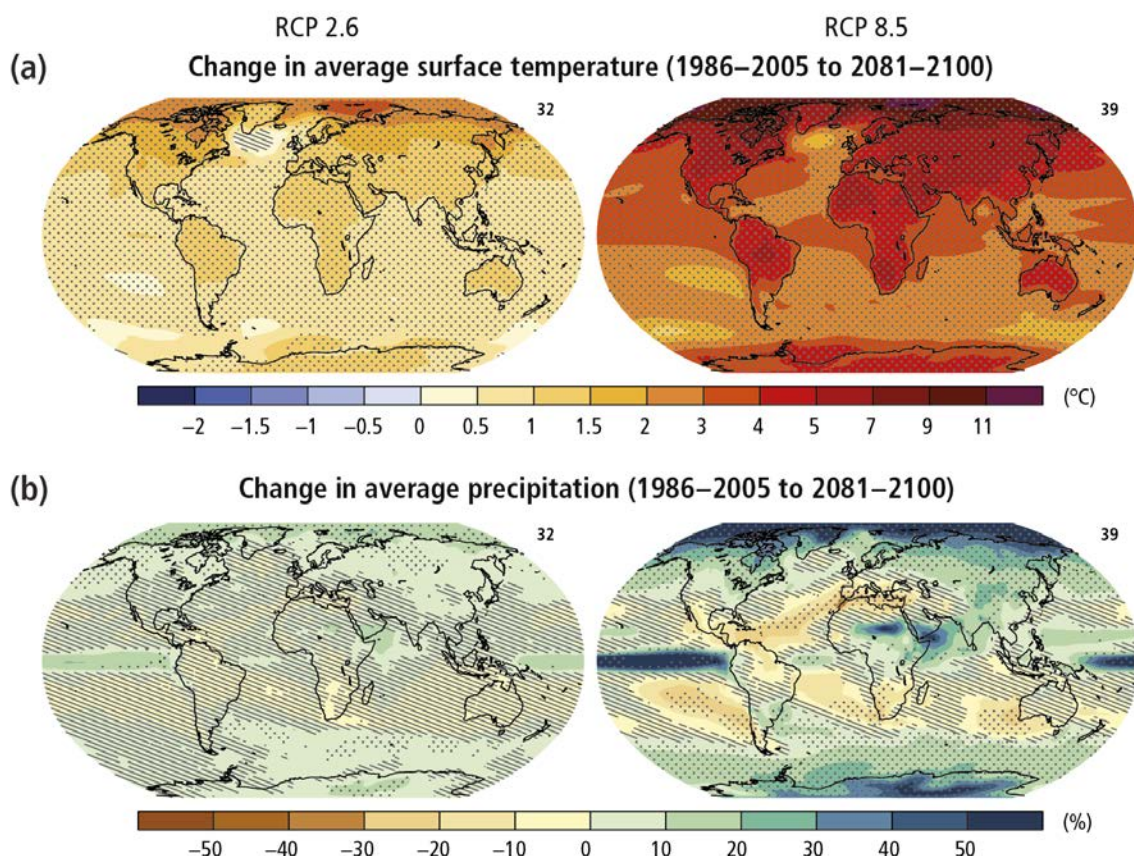 RCP 2.6 RCP 8.5
(a) Change in average surface temperature (1986–2005 to 2081–2100)
32 39
−2 −1.5 −1 −0.5 0 0.5 1 1.5 2 3 4 5 7 9 11 (°C)
(b) Change in average precipitation (1986–2005 to 2081–2100)
32 39
−50 −40 −30 −20 −10 0 10 20 30 40 50 (%)